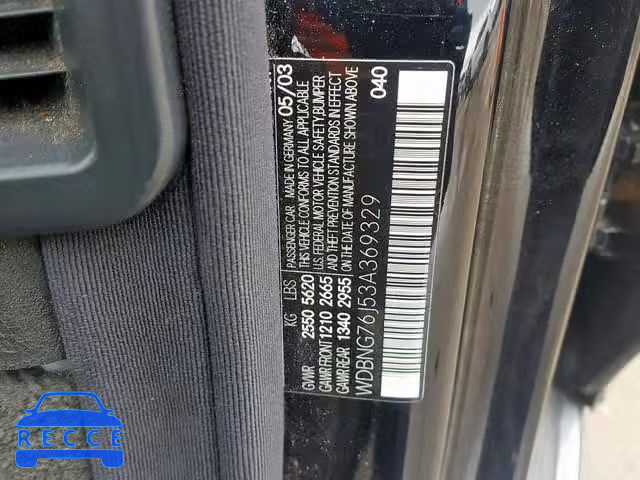 PASSENGER CAR MADE IN GERMANY 05/03
THIS VEHICLE CONFORMS TO ALL APPLICABLE
U.S. FEDERAL MOTOR VEHICLE SAFETY, BUMPER
AND THEFT PREVENTION STANDARDS IN EFFECT
ON THE DATE OF MANUFACTURE SHOWN ABOVE
040
KG LBS
GVWR 2550 5620
GAWR FRONT 1210 2665
GAWR REAR 1340 2955
WDBNG76J53A369329
RECCE